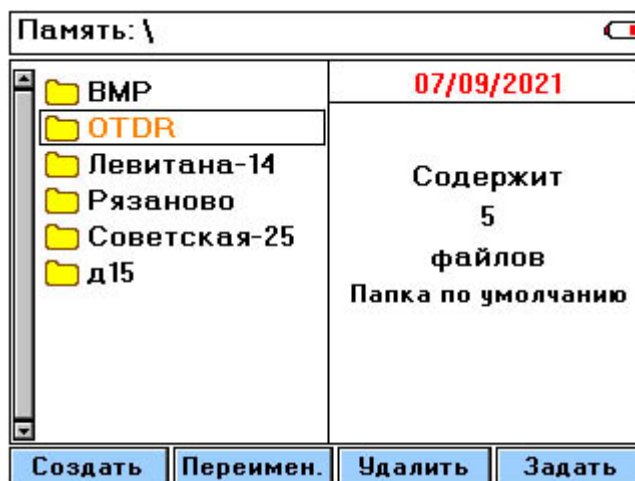 Память: \
BMP
OTDR
Левитана-14
Рязаново
Советская-25
д15
07/09/2021
Содержит
5
файлов
Папка по умолчанию
Создать
Переимен.
Удалить
Задать